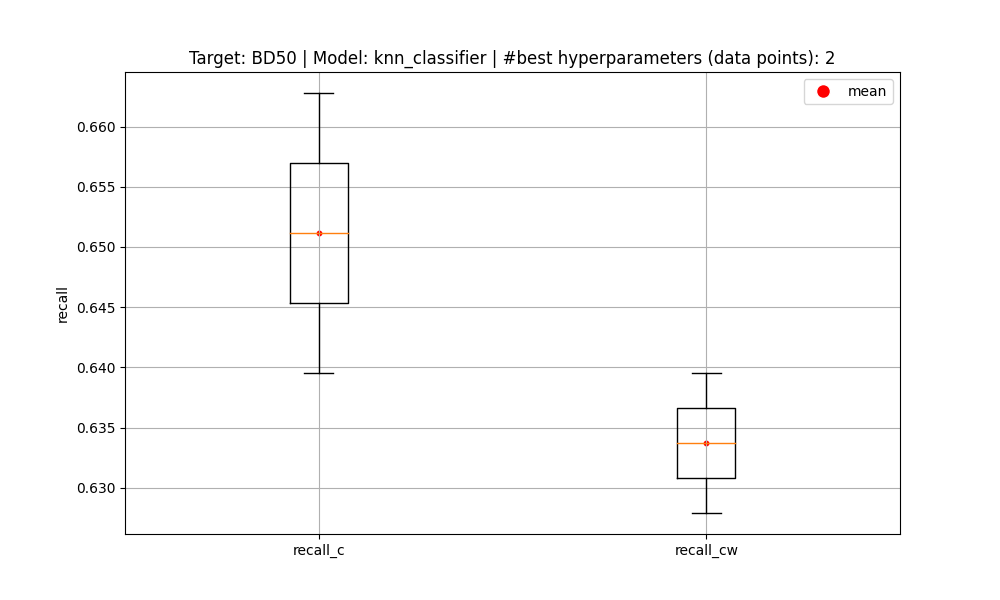 Target: BD50 | Model: knn_classifier | #best hyperparameters (data points): 2
mean
0.660
0.655
0.650
0.645
0.640
0.635
0.630
recall
recall_c
recall_cw